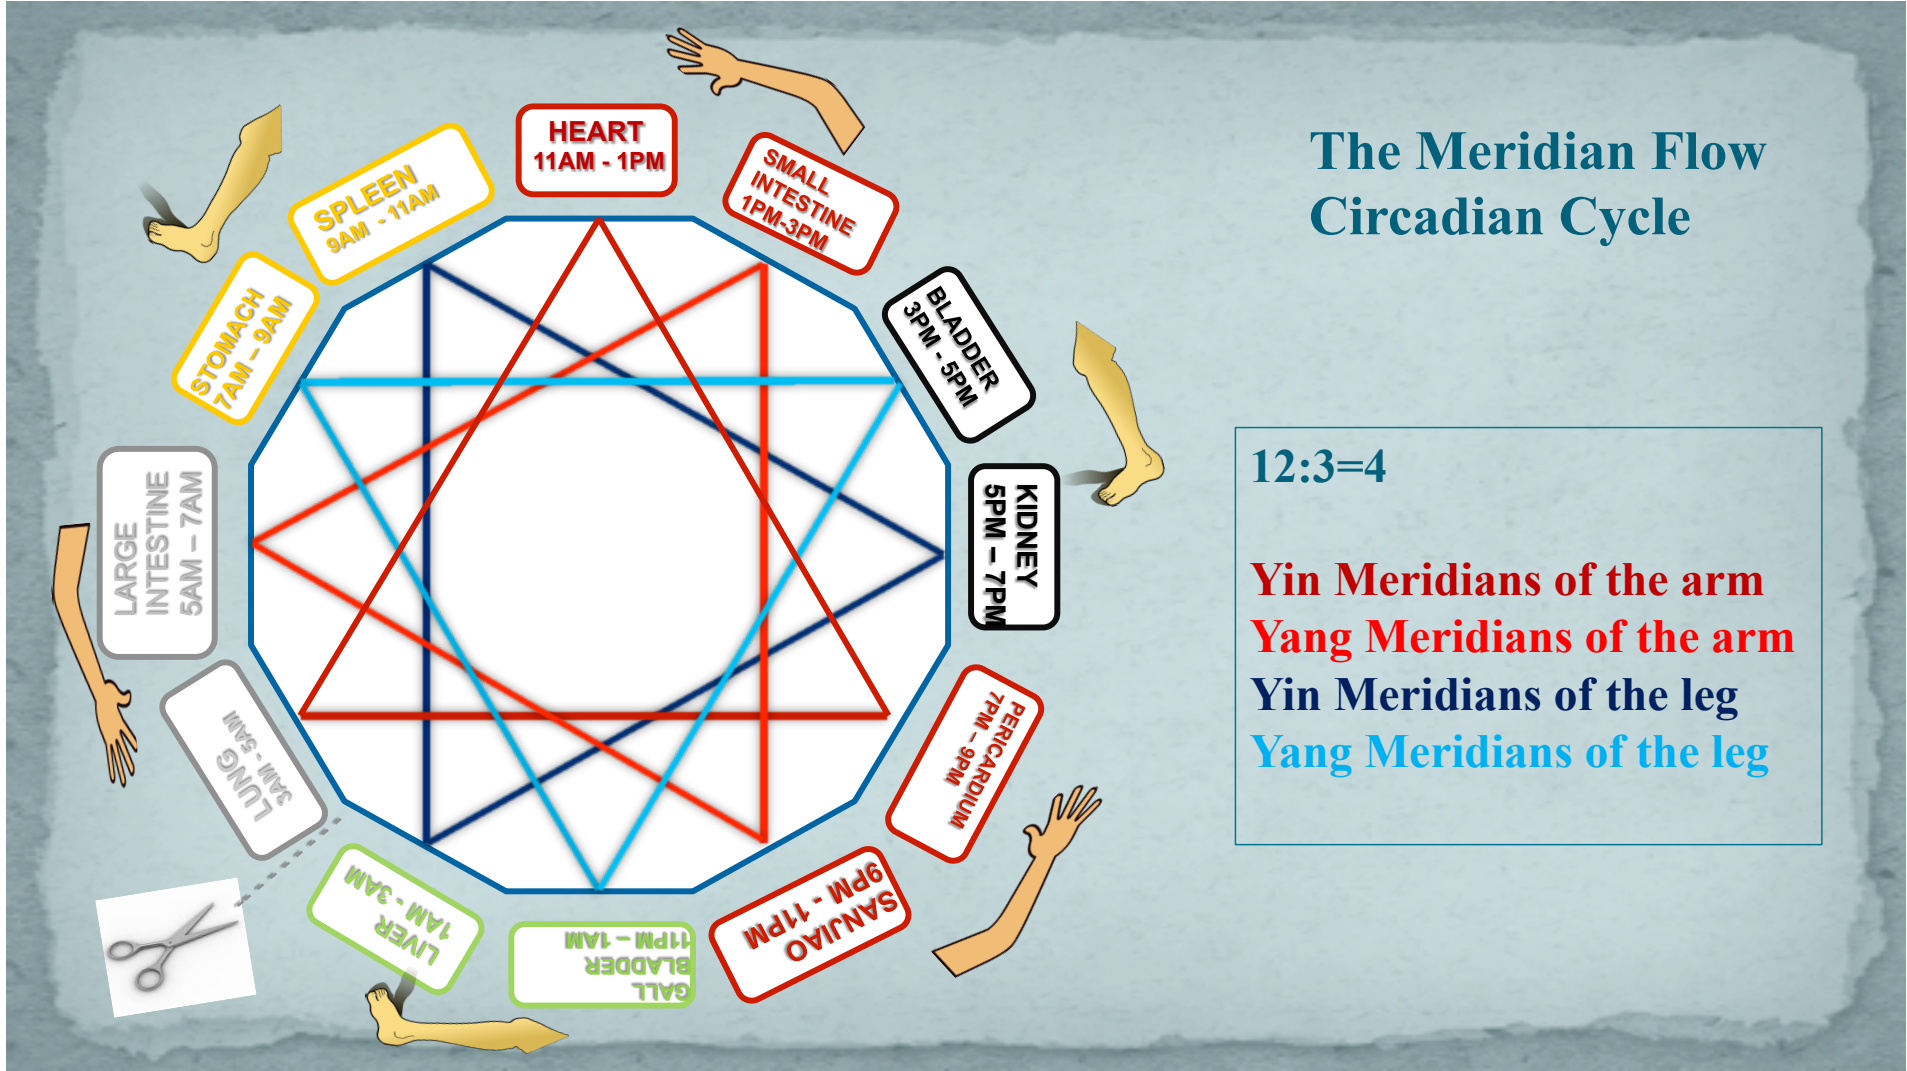 The Meridian Flow
Circadian Cycle
HEART
11AM - 1PM
SMALL
INTESTINE
1PM-3PM
BLADDER
3PM - 5PM
KIDNEY
5PM – 7PM
PERICARDIUM
7PM – 9PM
SANJIAO
9PM - 11PM
GALL
BLADDER
11PM – 1AM
LIVER
1AM - 3AM
LUNG
3AM - 5AM
LARGE
INTESTINE
5AM – 7AM
STOMACH
7AM – 9AM
SPLEEN
9AM - 11AM
12:3=4
Yin Meridians of the arm
Yang Meridians of the arm
Yin Meridians of the leg
Yang Meridians of the leg